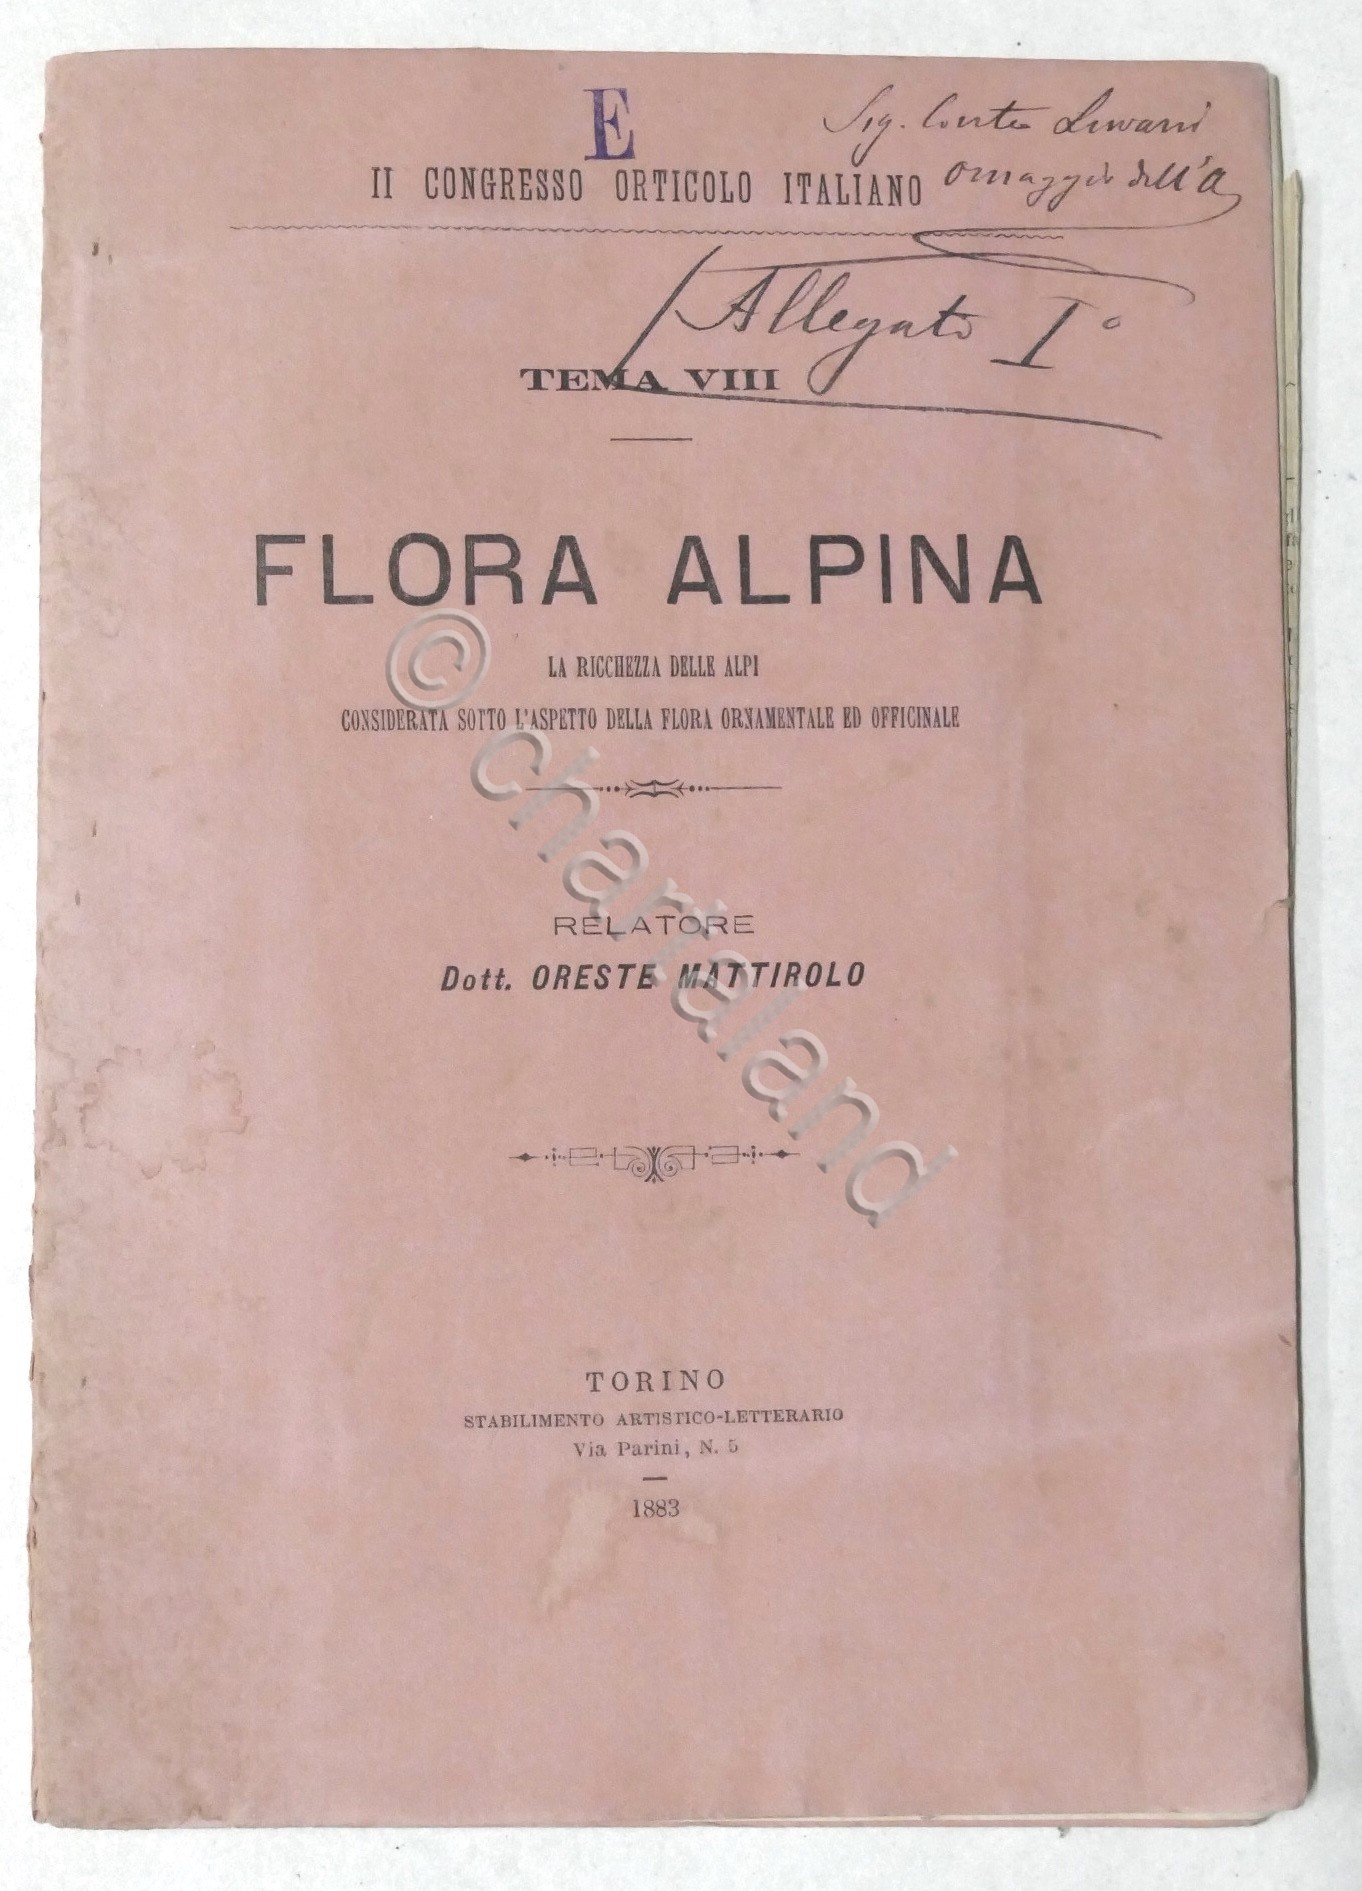 E
Sig. Conte
omaggio dell'A
II CONGRESSO ORTICOLO ITALIANO
Allegato I°
TEMA VIII
FLORA ALPINA
LA RICCHEZZA DELLE ALPI
CONSIDERATA SOTTO L'ASPETTO DELLA FLORA ORNAMENTALE ED OFFICINALE
RELATORE
Dott. ORESTE MATTIROLO
TORINO
STABILIMENTO ARTISTICO-LETTERARIO
Via Parini, N. 5
1883
© chartaland